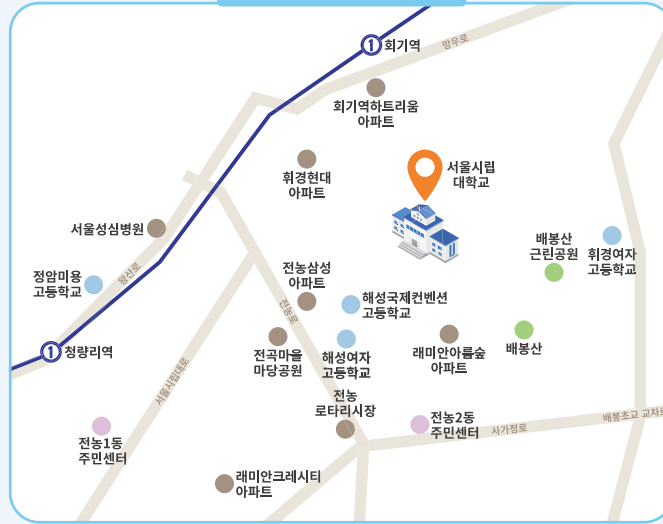 1
회기역
망우로
회기역하트리움
아파트
휘경현대
아파트
서울시립
대학교
서울성심병원
배봉산
근린공원
휘경여자
고등학교
정암미용
고등학교
왕산로
전농삼성
아파트
해성국제컨벤션
고등학교
전농로
1
청량리역
전곡마을
마당공원
해성여자
고등학교
래미안아름숲
아파트
배봉산
서울시립대로
전농
로타리시장
전농1동
주민센터
전농2동
주민센터
사가정로
배봉초교 교차로
래미안크레시티
아파트